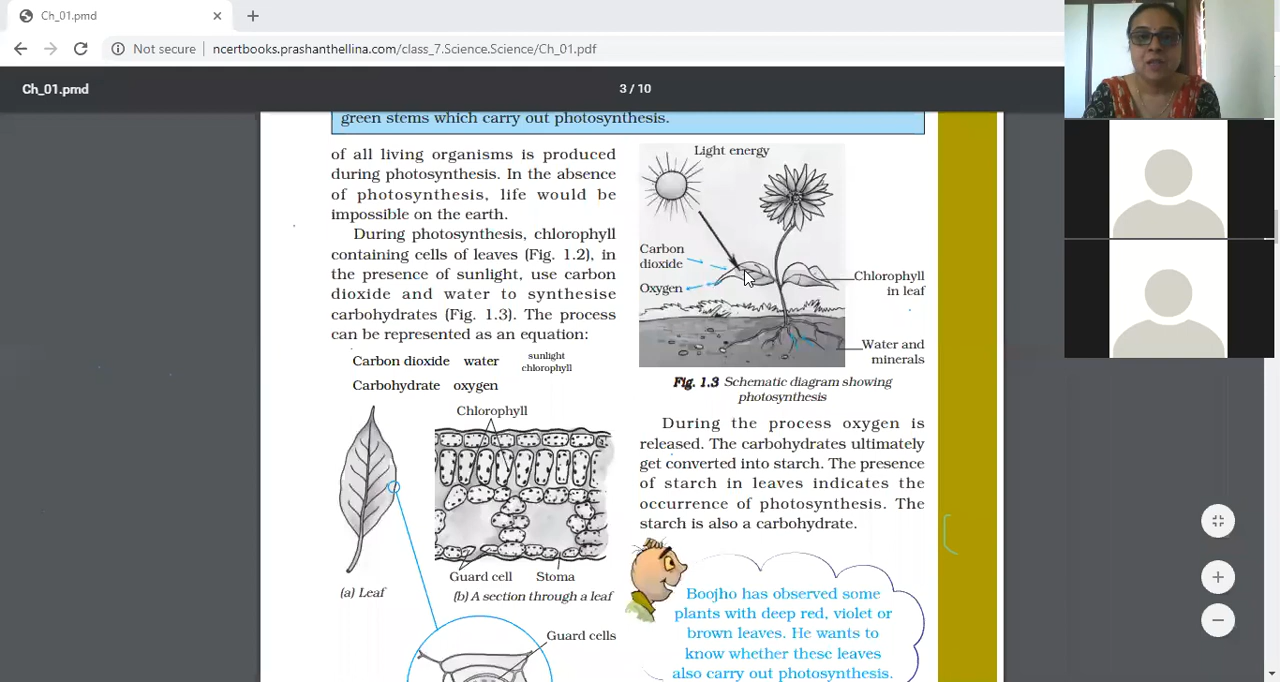 Ch_01.pmd
Not secure
ncertbooks.prashanthellina.com/class_7.Science.Science/Ch_01.pdf
Ch_01.pmd
3 / 10
green stems which carry out photosynthesis.
of all living organisms is produced
during photosynthesis. In the absence
of photosynthesis, life would be
impossible on the earth.
During photosynthesis, chlorophyll
containing cells of leaves (Fig. 1.2), in
the presence of sunlight, use carbon
dioxide and water to synthesise
carbohydrates (Fig. 1.3). The process
can be represented as an equation:
Carbon dioxide water sunlight
chlorophyll
Carbohydrate oxygen
Chlorophyll
Guard cell Stoma
(a) Leaf
(b) A section through a leaf
Guard cells
Light energy
Carbon
dioxide
Oxygen
Chlorophyll
in leaf
Water and
minerals
Fig. 1.3 Schematic diagram showing
photosynthesis
During the process oxygen is
released. The carbohydrates ultimately
get converted into starch. The presence
of starch in leaves indicates the
occurrence of photosynthesis. The
starch is also a carbohydrate.
Boojho has observed some
plants with deep red, violet or
brown leaves. He wants to
know whether these leaves
also carry out photosynthesis.